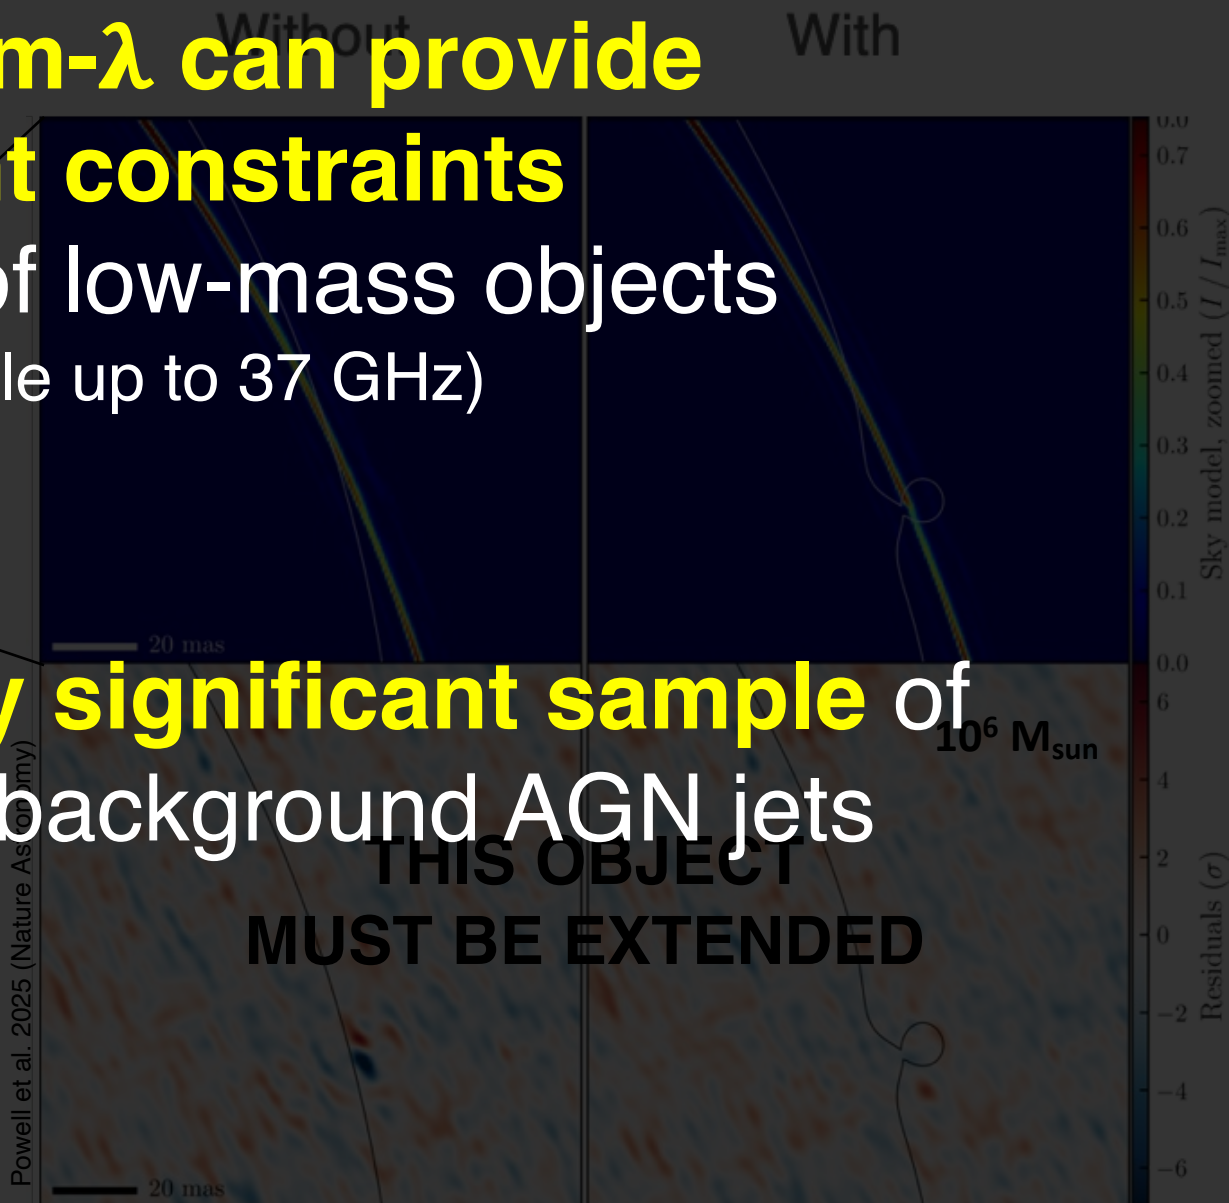 Without
With
m-λ can provide
t constraints
of low-mass objects
le up to 37 GHz)
20 mas
y significant sample of
10⁶ Msun
background AGN jets
THIS OBJECT
MUST BE EXTENDED
20 mas
Powell et al. 2025 (Nature Astronomy)
0.0
0.7
0.6
0.5
0.4
0.3
0.2
0.1
0.0
Sky model, zoomed (I / Imax)
6
4
2
0
−2
−4
−6
Residuals (σ)